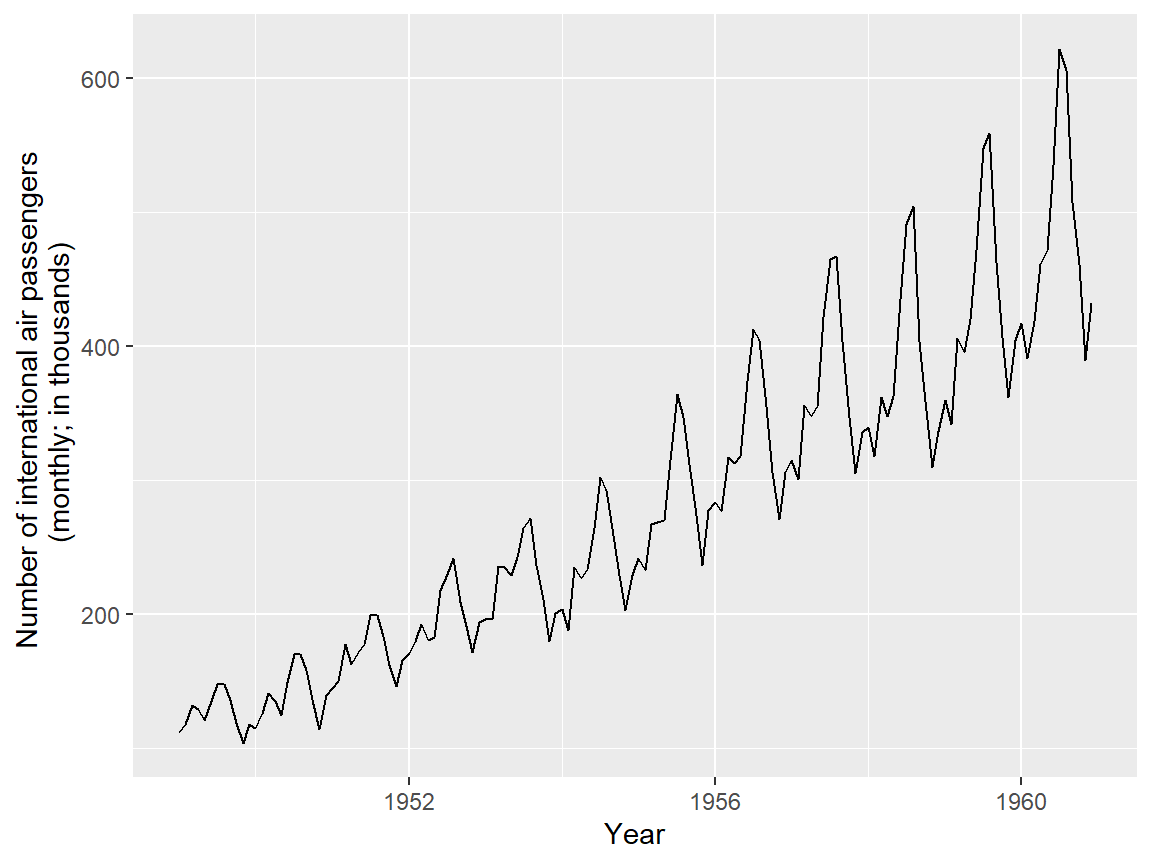 Number of international air passengers
(monthly; in thousands)
600
400
200
1952
1956
1960
Year